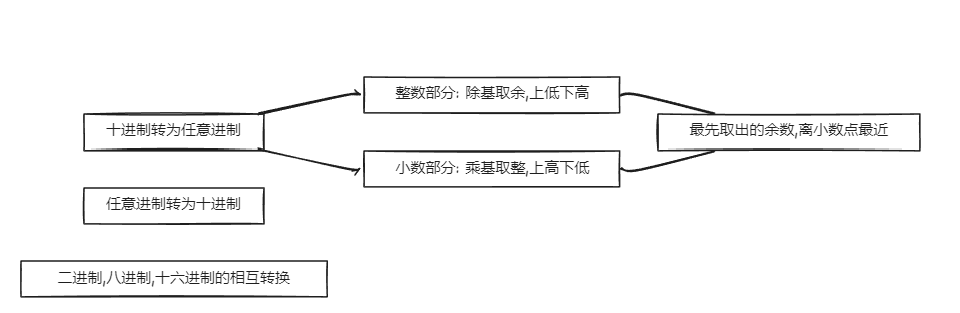 整数部分: 除基取余,上低下高
十进制转为任意进制
最先取出的余数,离小数点最近
小数部分: 乘基取整,上高下低
任意进制转为十进制
二进制,八进制,十六进制的相互转换